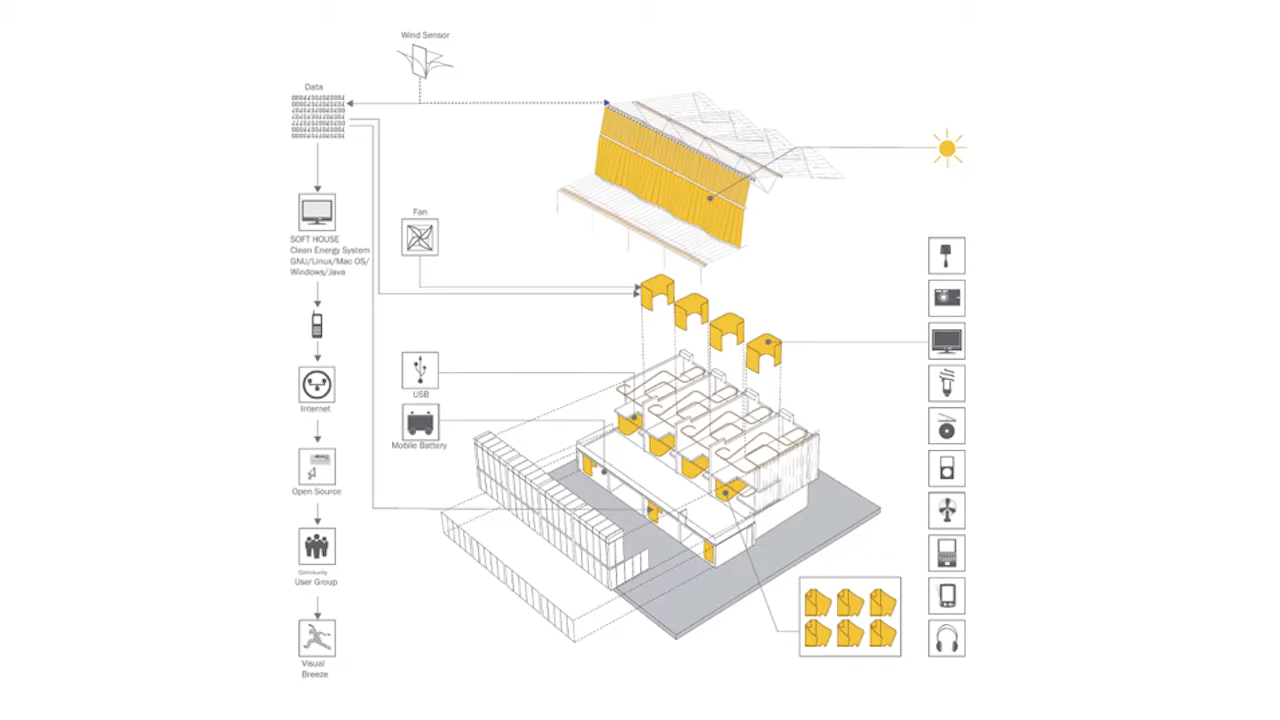 Wind Sensor
Data
SOFT HOUSE
Clean Energy System
GNU/Linux/Mac OS/
Windows/Java
Fan
USB
Mobile Battery
Internet
Open Source
Community
User Group
Visual
Breeze